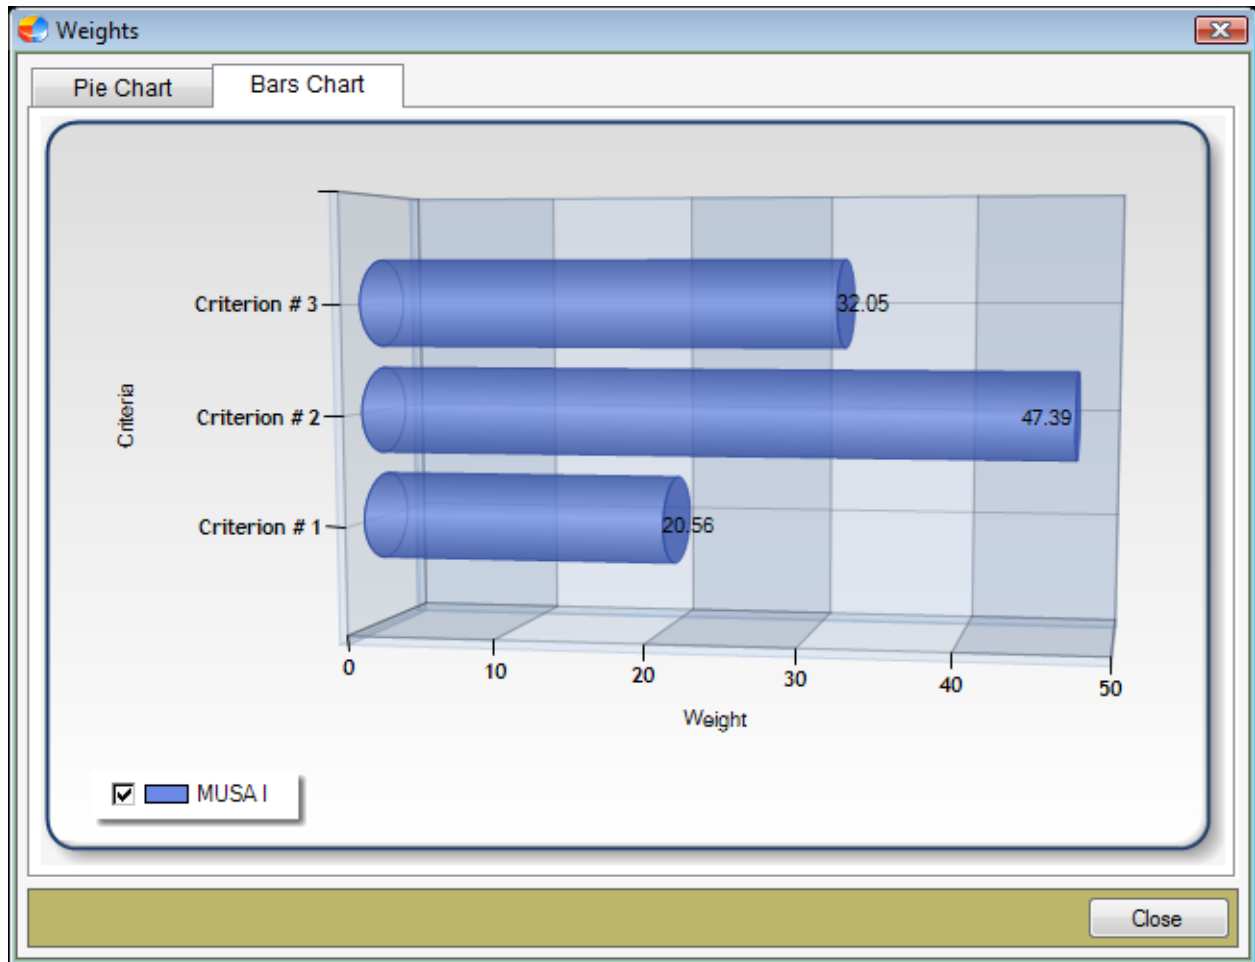 Weights
Pie Chart
Bars Chart
Criteria
Criterion # 3
32.05
Criterion # 2
47.39
Criterion # 1
20.56
0
10
20
30
40
50
Weight
MUSA I
Close